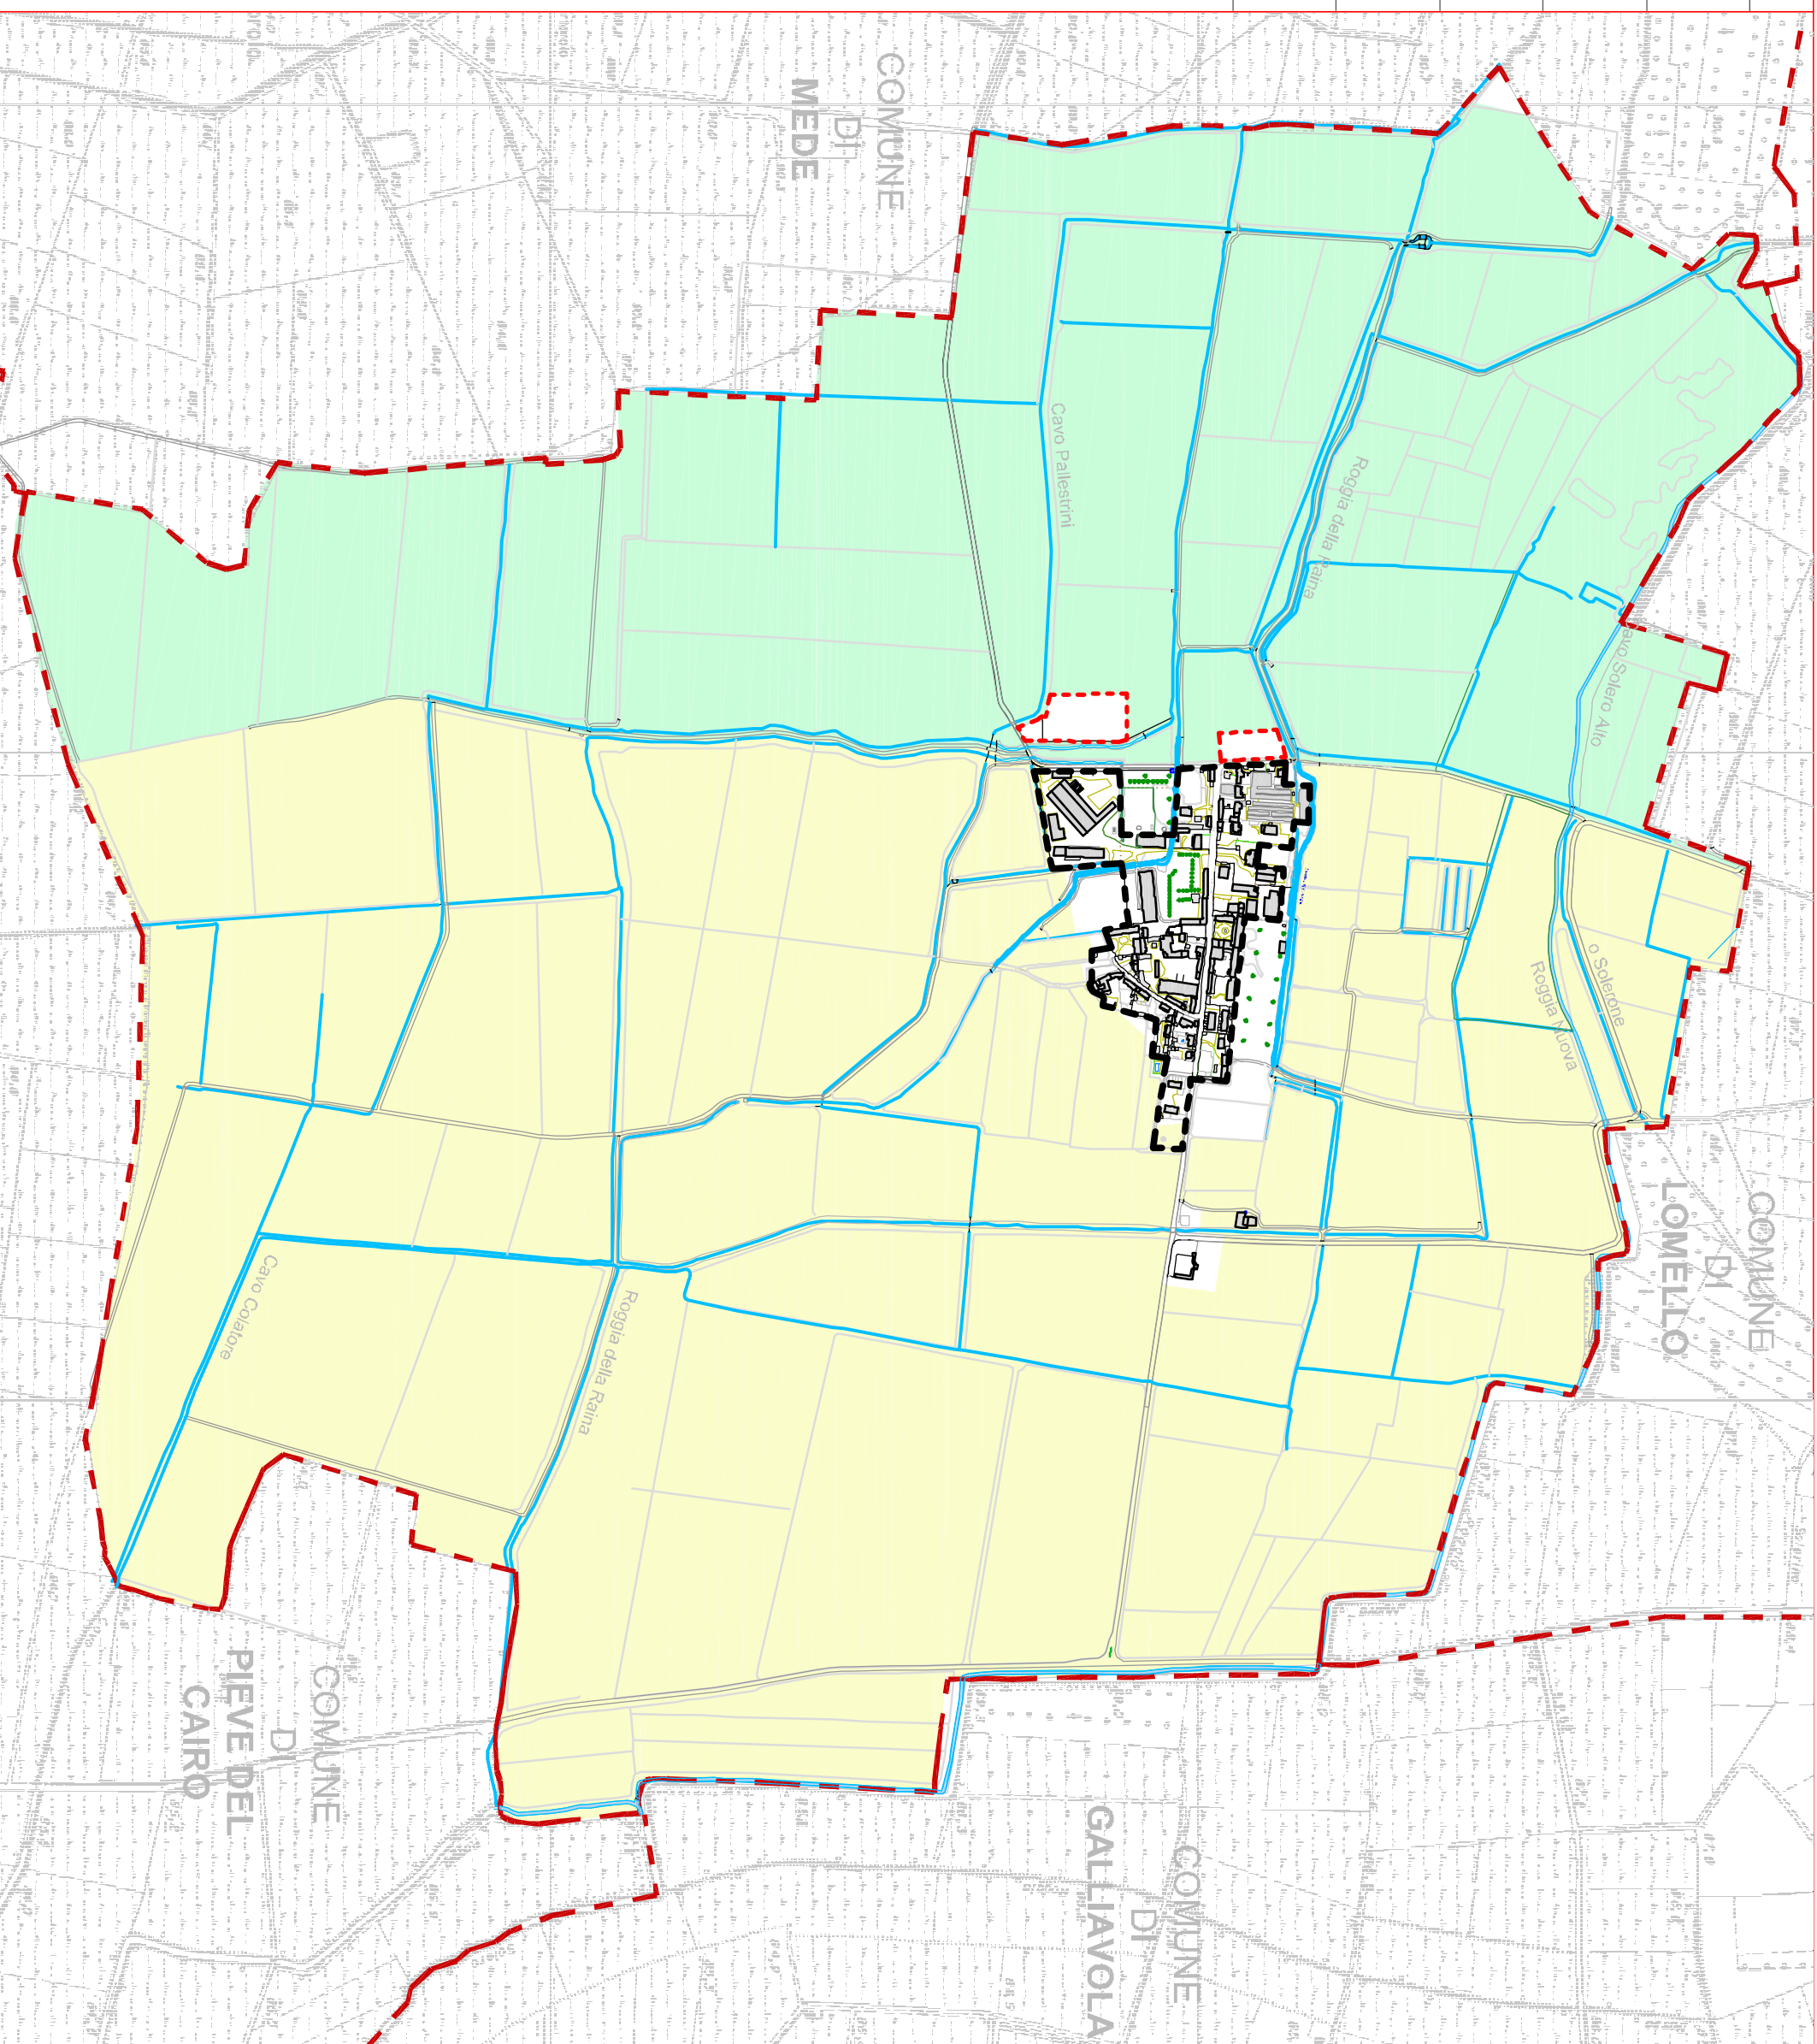 COMUNE
DI
MEDE
Cavo Pallestrini
Roggia della Raina
avo Solero Alto
o Solerone
Roggia Nuova
COMUNE
DI
LOMELLO
Cavo Colatore
Roggia della Raina
COMUNE
DI
PIEVE DEL
CAIRO
COMUNE
DI
GALLIAVOLA